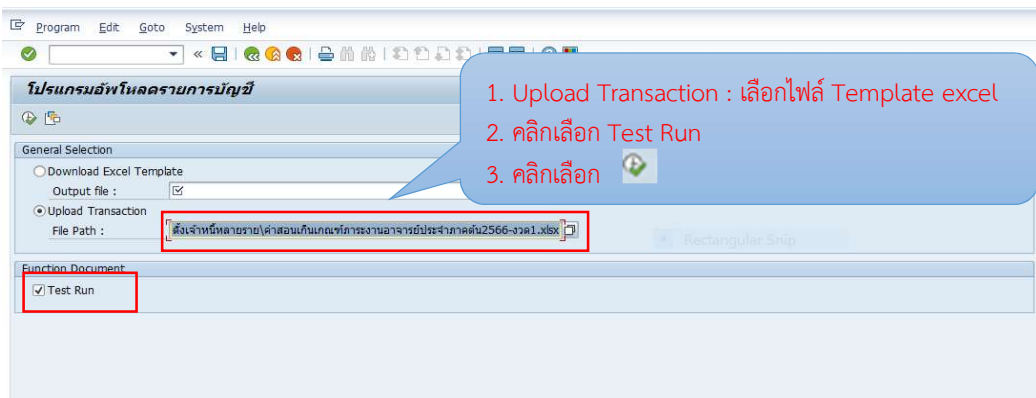 Program Edit Goto System Help
โปรแกรมอัพโหลดรายการบัญชี
1. Upload Transaction : เลือกไฟล์ Template excel
2. คลิกเลือก Test Run
3. คลิกเลือก
General Selection
Download Excel Template
Output file :
Upload Transaction
File Path : ตั้งเจ้าหนี้หลายราย\ค่าสอนเกินเกณฑ์ภาระงานอาจารย์ประจำภาคต้น2566-งวด1.xlsx
Rectangular Snip
Function Document
Test Run